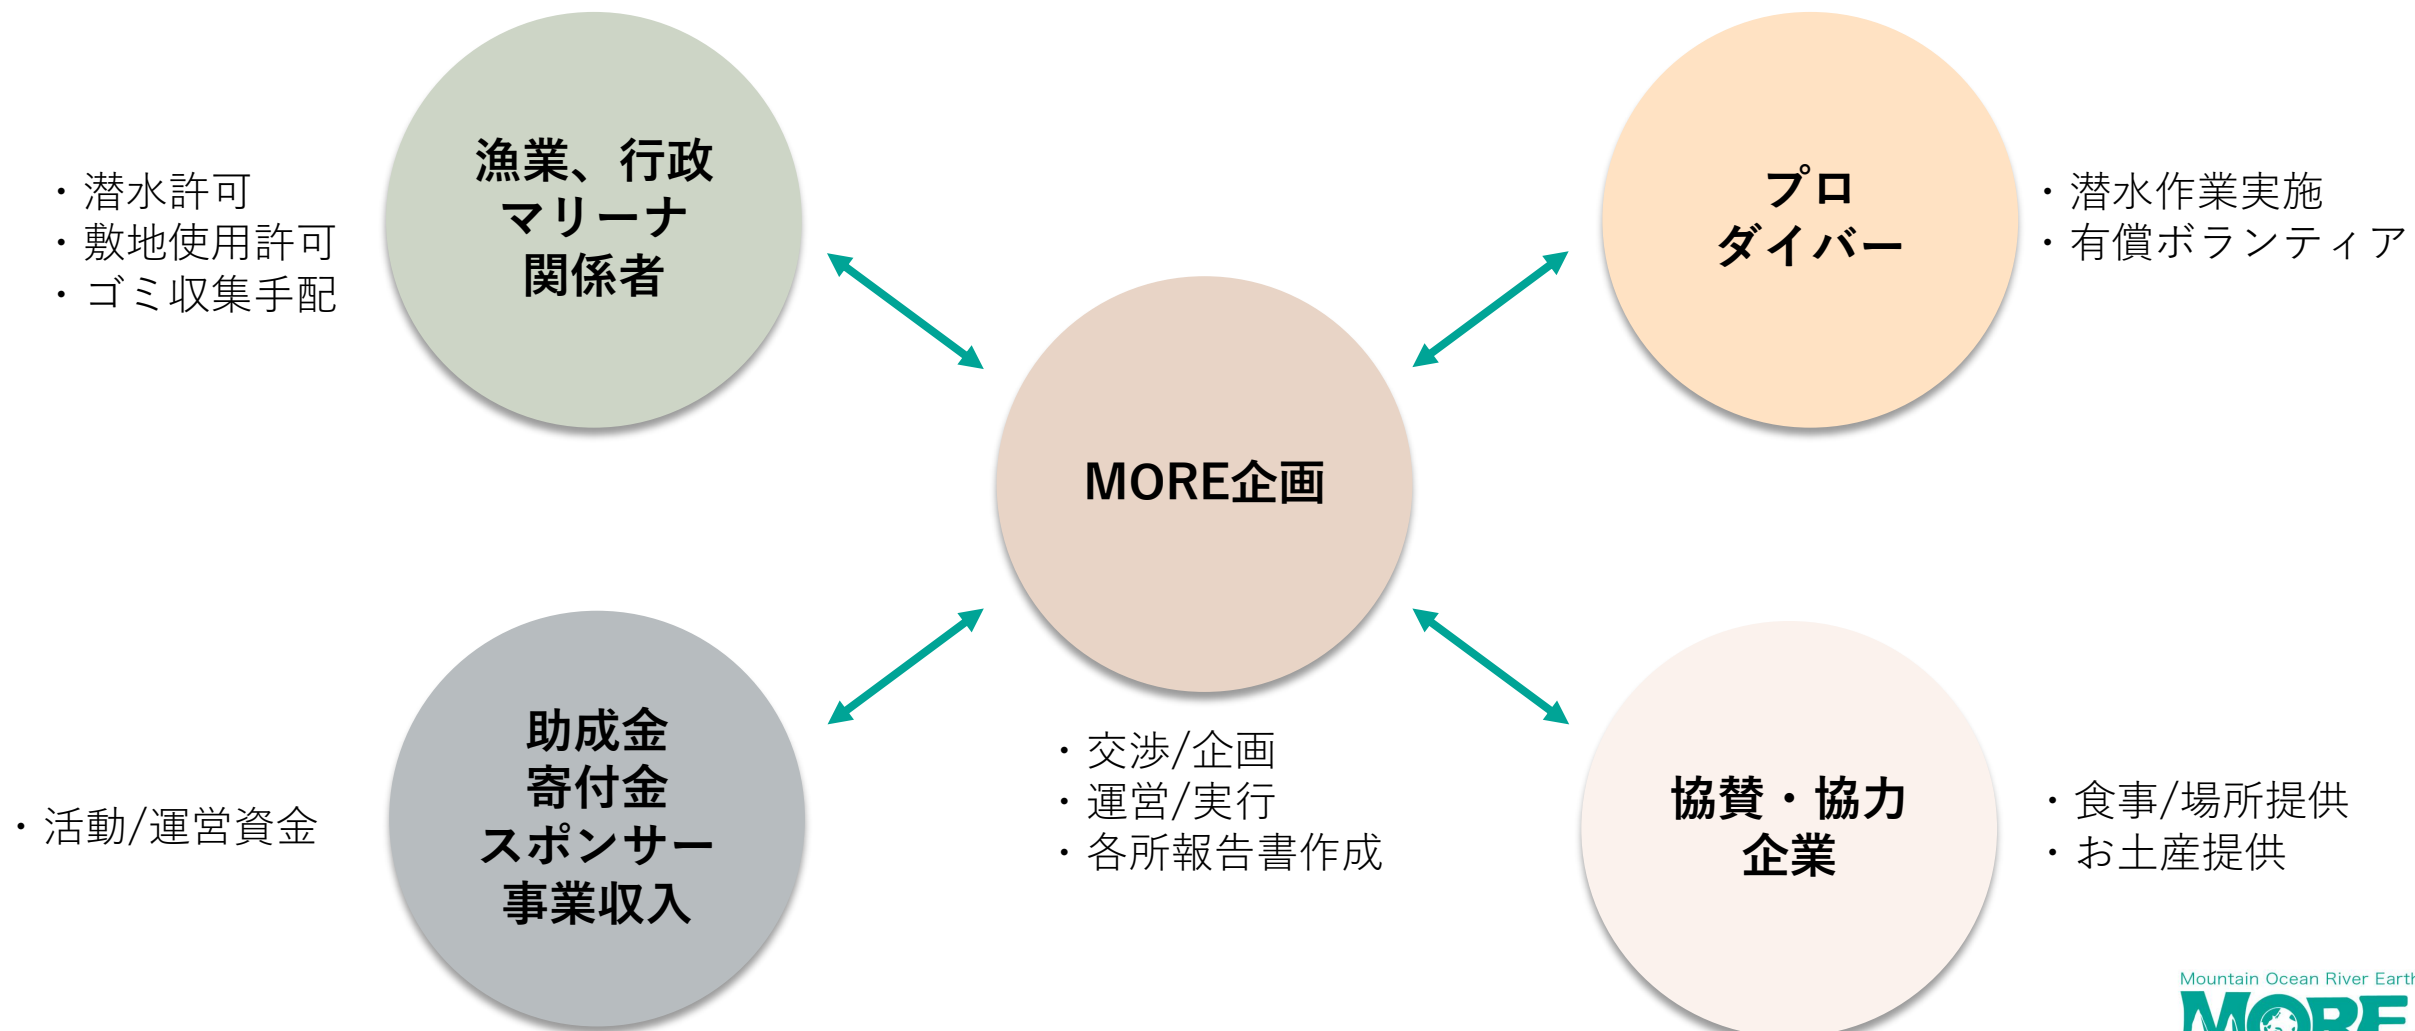 漁業、行政
マリーナ
関係者
・潜水許可
・敷地使用許可
・ゴミ収集手配
プロ
ダイバー
・潜水作業実施
・有償ボランティア
MORE企画
・交渉/企画
・運営/実行
・各所報告書作成
助成金
寄付金
スポンサー
事業収入
・活動/運営資金
協賛・協力
企業
・食事/場所提供
・お土産提供
Mountain Ocean River Earth
MORE